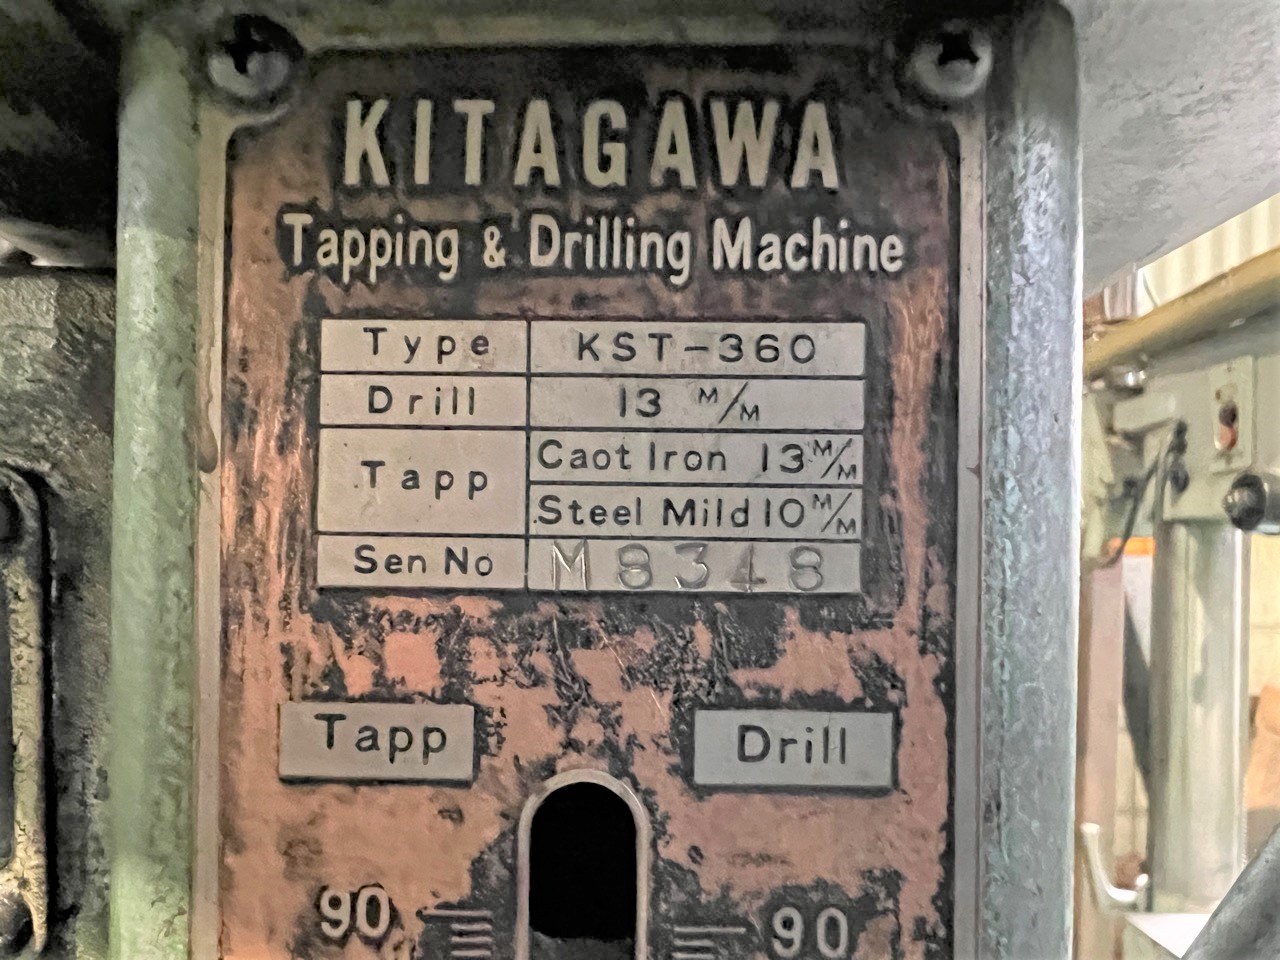 KITAGAWA
Tapping & Drilling Machine
Type KST-360
Drill 13 M/M
Tapp Caot Iron 13 M/M
Steel Mild 10 M/M
Sen No M8348
Tapp Drill
90 90